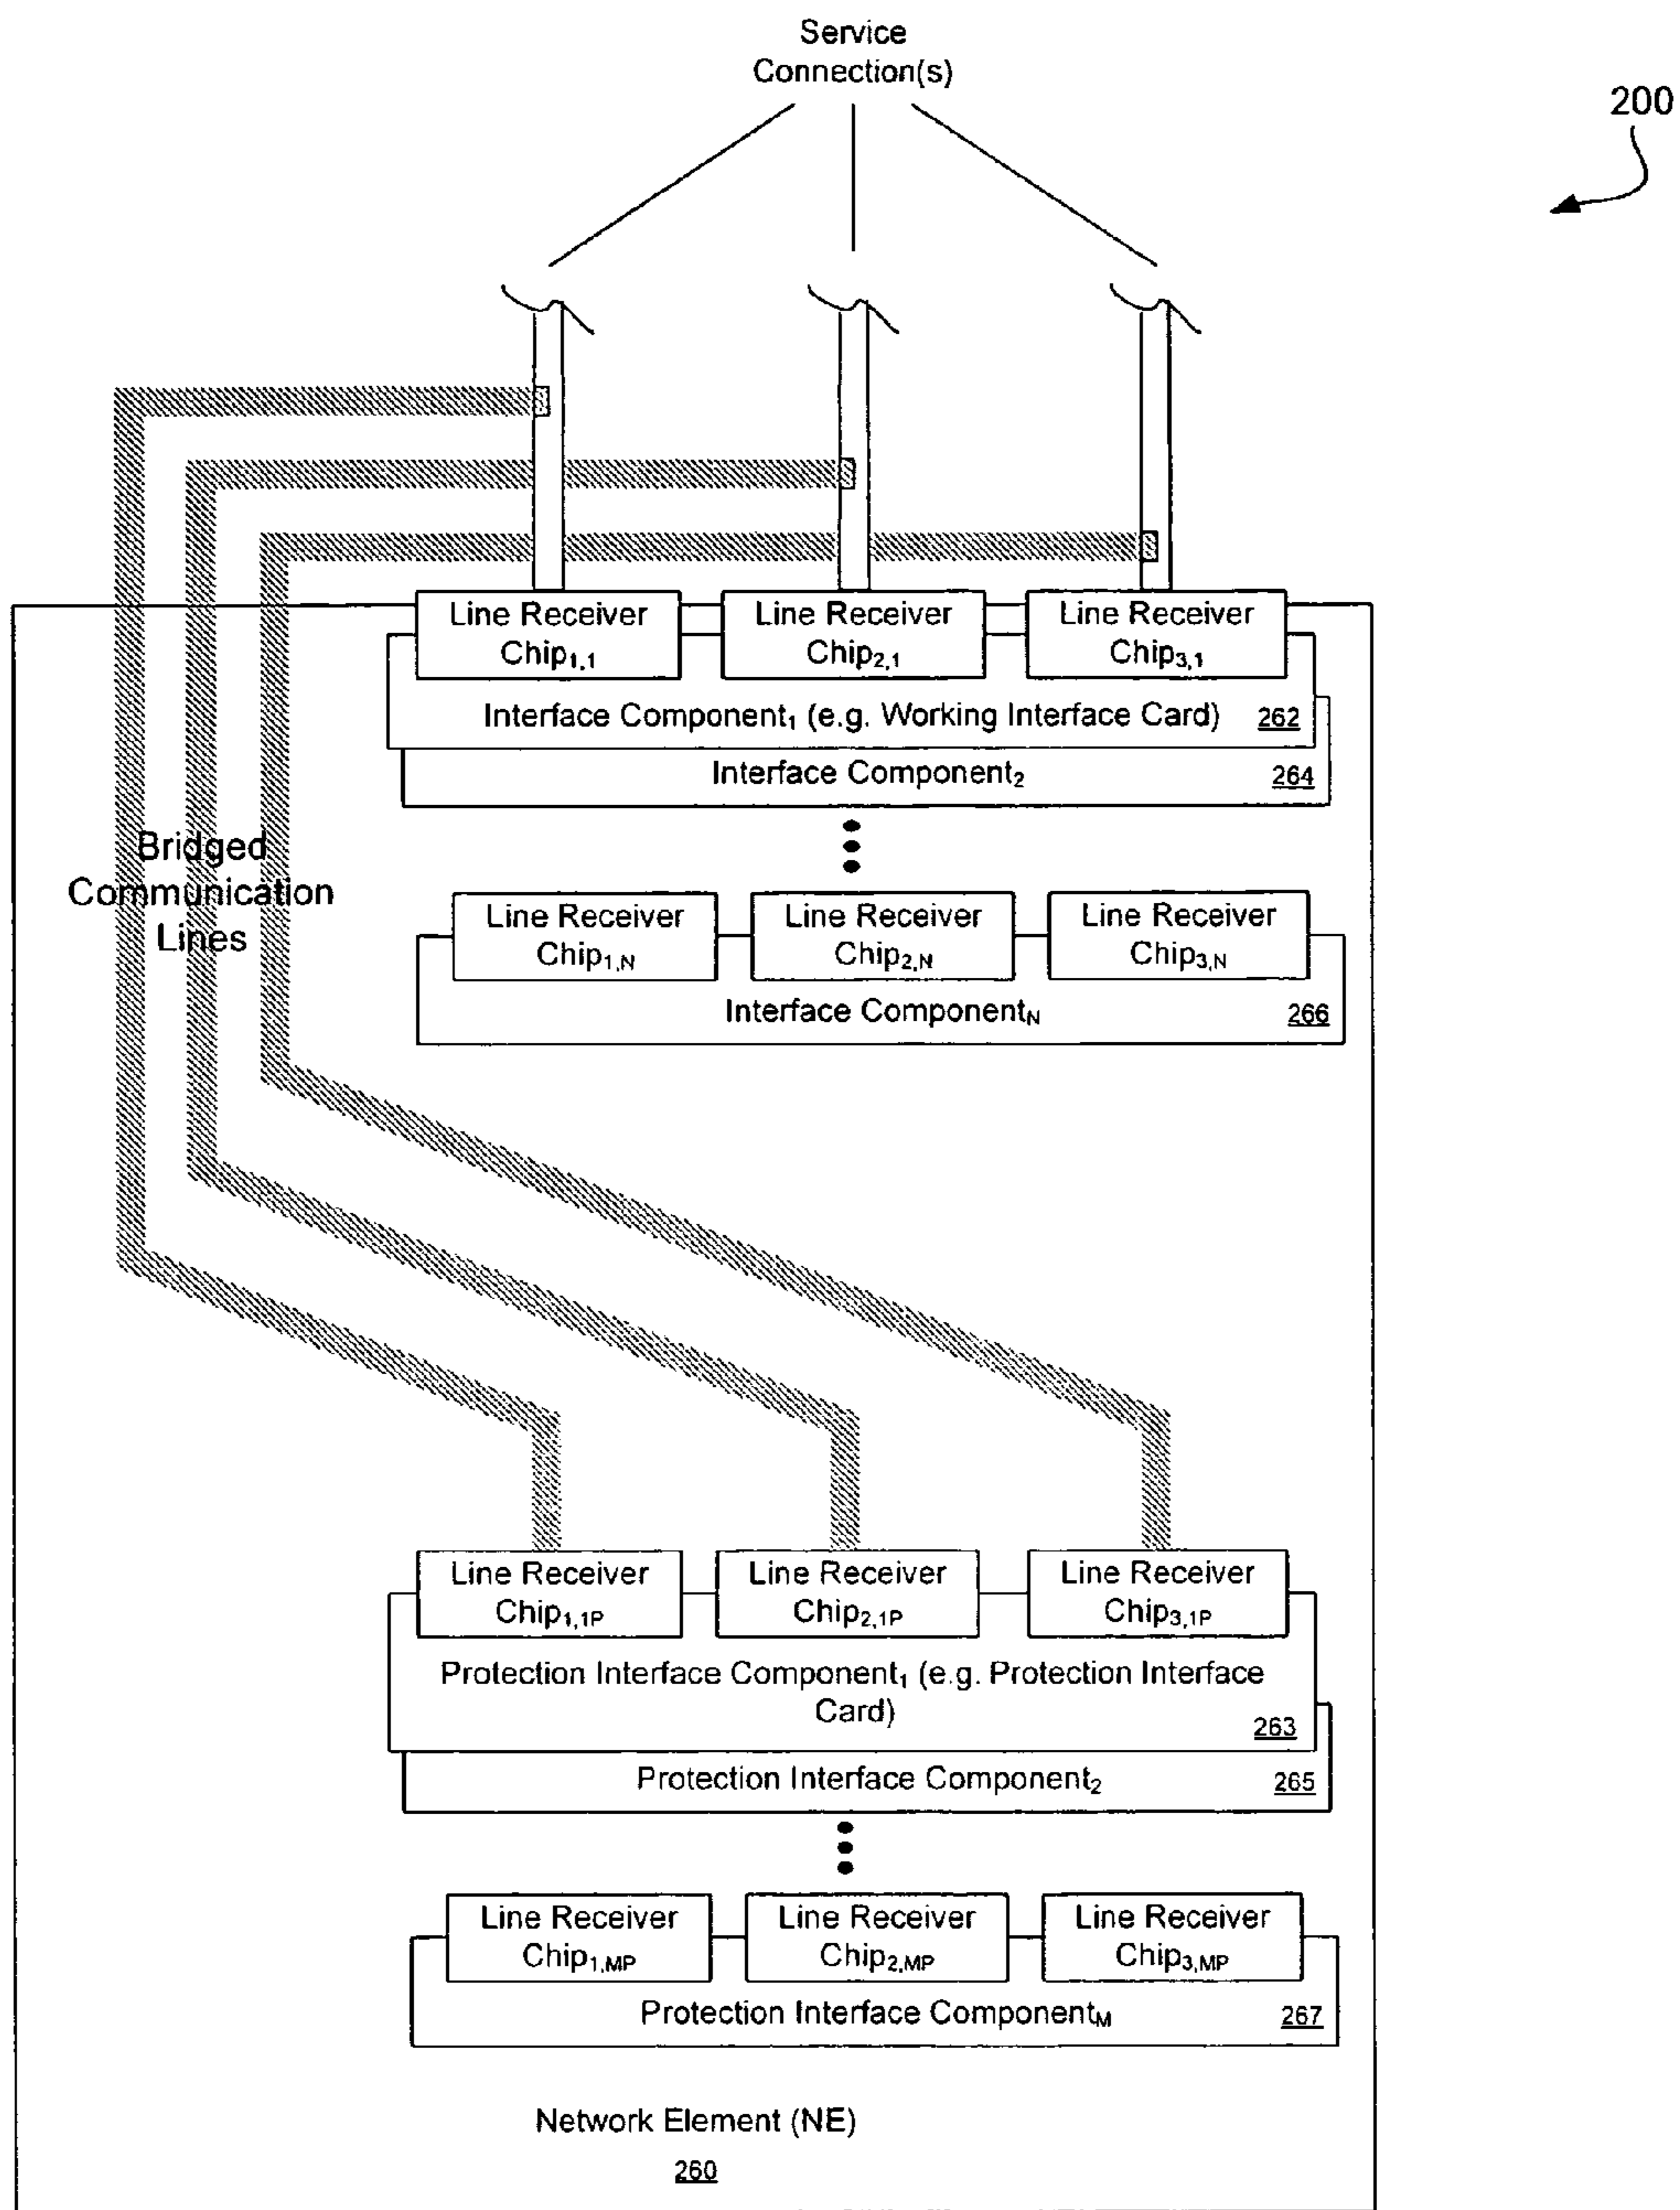 Service
Connection(s)
200
Line Receiver
Chip1,1
Line Receiver
Chip2,1
Line Receiver
Chip3,1
Interface Component1 (e.g. Working Interface Card)
262
Interface Component2
264
Bridged
Communication
Lines
Line Receiver
Chip1,N
Line Receiver
Chip2,N
Line Receiver
Chip3,N
Interface ComponentN
266
Line Receiver
Chip1,1P
Line Receiver
Chip2,1P
Line Receiver
Chip3,1P
Protection Interface Component1 (e.g. Protection Interface
Card)
263
Protection Interface Component2
265
Line Receiver
Chip1,MP
Line Receiver
Chip2,MP
Line Receiver
Chip3,MP
Protection Interface ComponentM
267
Network Element (NE)
260